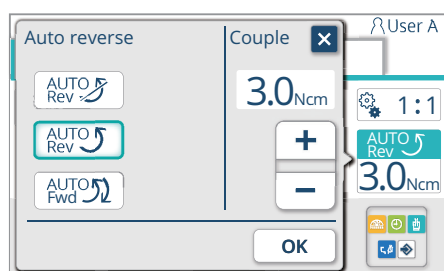 User A
Auto reverse
Couple
AUTO
Rev
3.0Ncm
1:1
AUTO
Rev
AUTO
Rev
3.0Ncm
AUTO
Fwd
OK